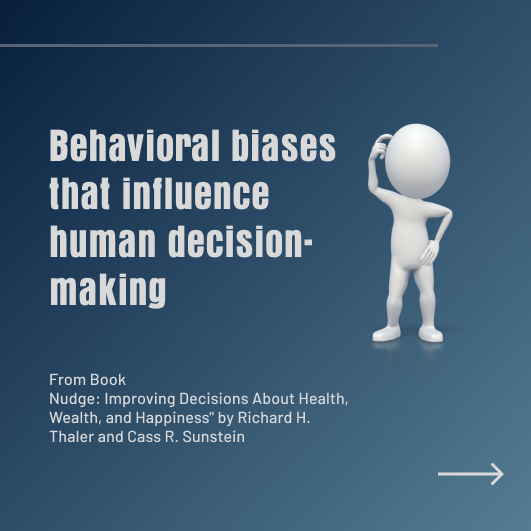 Behavioral biases
that influence
human decision-
making
From Book
Nudge: Improving Decisions About Health,
Wealth, and Happiness" by Richard H.
Thaler and Cass R. Sunstein